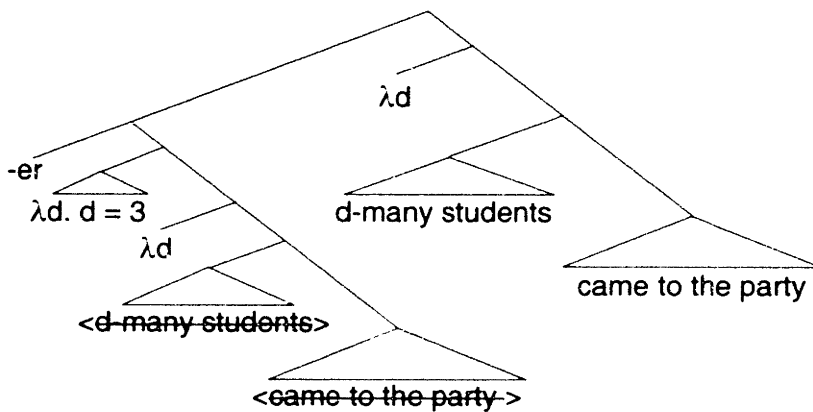 λd
-er
λd. d = 3
d-many students
λd
came to the party
<d-many students>
<came to the party >